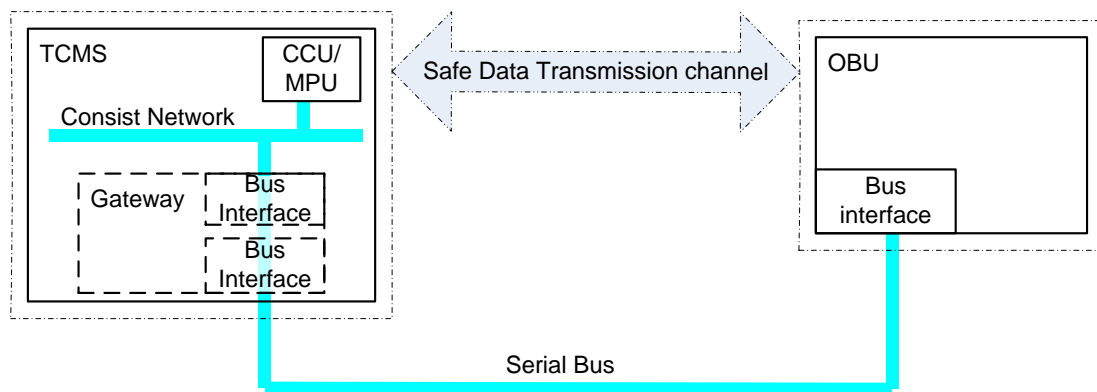 TCMS
CCU/
MPU
Safe Data Transmission channel
OBU
Consist Network
Gateway
Bus
Interface
Bus
Interface
Bus
interface
Serial Bus